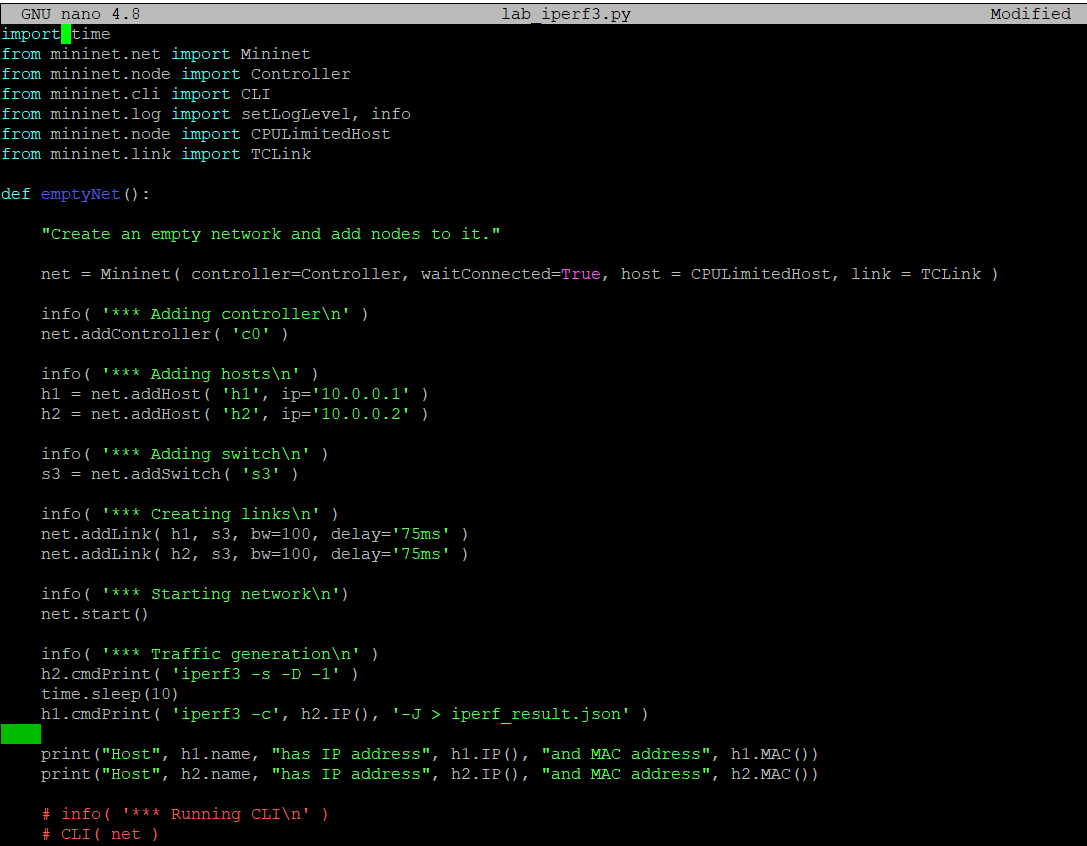 GNU nano 4.8 lab_iperf3.py Modified
import time
from mininet.net import Mininet
from mininet.node import Controller
from mininet.cli import CLI
from mininet.log import setLogLevel, info
from mininet.node import CPULimitedHost
from mininet.link import TCLink
def emptyNet():
"Create an empty network and add nodes to it."
net = Mininet( controller=Controller, waitConnected=True, host = CPULimitedHost, link = TCLink )
info( '*** Adding controller\n' )
net.addController( 'c0' )
info( '*** Adding hosts\n' )
h1 = net.addHost( 'h1', ip='10.0.0.1' )
h2 = net.addHost( 'h2', ip='10.0.0.2' )
info( '*** Adding switch\n' )
s3 = net.addSwitch( 's3' )
info( '*** Creating links\n' )
net.addLink( h1, s3, bw=100, delay='75ms' )
net.addLink( h2, s3, bw=100, delay='75ms' )
info( '*** Starting network\n')
net.start()
info( '*** Traffic generation\n' )
h2.cmdPrint( 'iperf3 -s -D -1' )
time.sleep(10)
h1.cmdPrint( 'iperf3 -c', h2.IP(), '-J > iperf_result.json' )
print("Host", h1.name, "has IP address", h1.IP(), "and MAC address", h1.MAC())
print("Host", h2.name, "has IP address", h2.IP(), "and MAC address", h2.MAC())
# info( '*** Running CLI\n' )
# CLI( net )